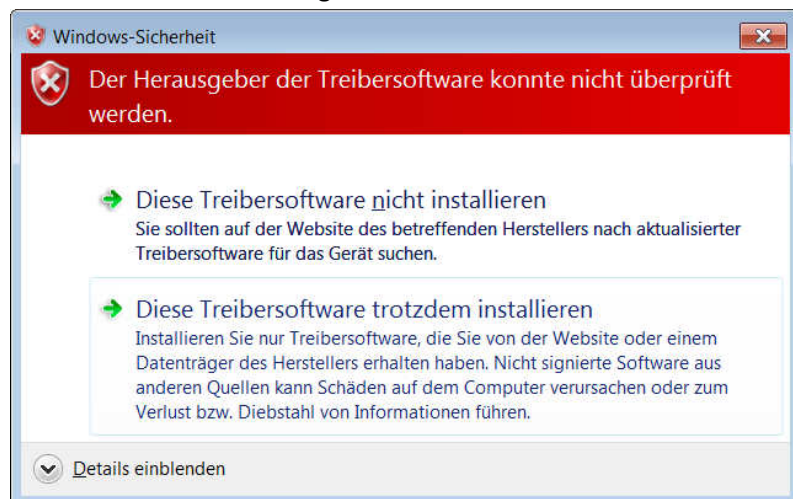 Windows-Sicherheit
Der Herausgeber der Treibersoftware konnte nicht überprüft
werden.
Diese Treibersoftware nicht installieren
Sie sollten auf der Website des betreffenden Herstellers nach aktualisierter
Treibersoftware für das Gerät suchen.
Diese Treibersoftware trotzdem installieren
Installieren Sie nur Treibersoftware, die Sie von der Website oder einem
Datenträger des Herstellers erhalten haben. Nicht signierte Software aus
anderen Quellen kann Schäden auf dem Computer verursachen oder zum
Verlust bzw. Diebstahl von Informationen führen.
Details einblenden